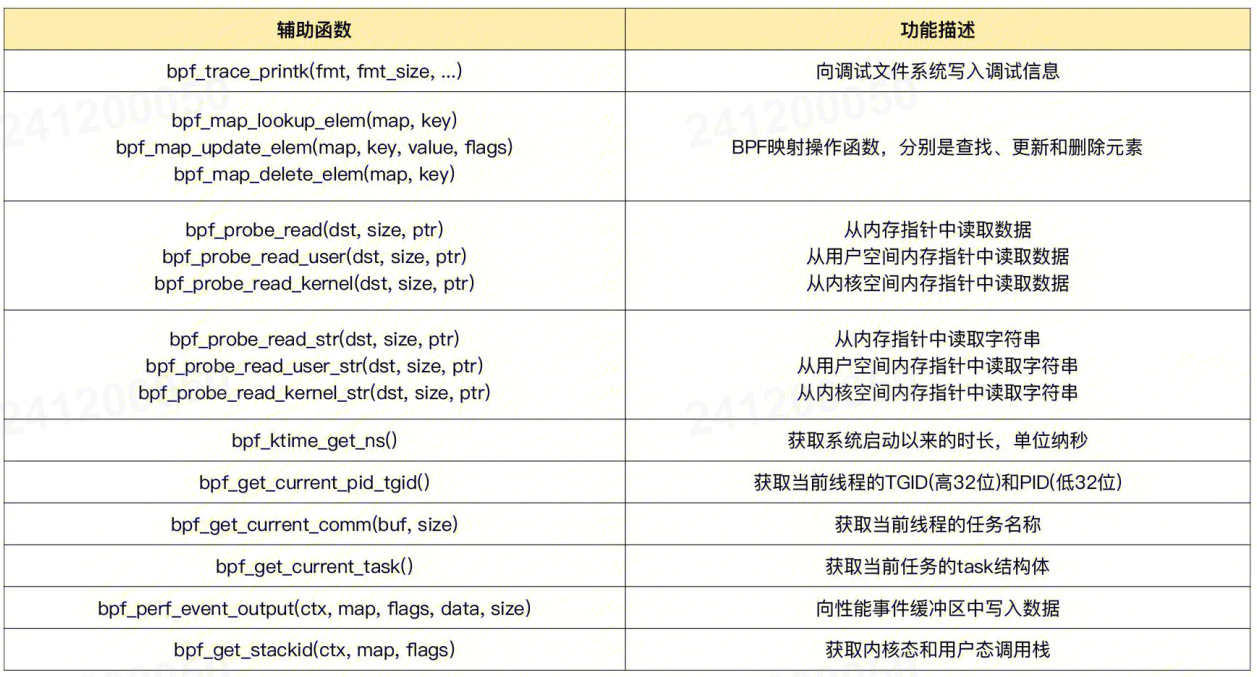 辅助函数
功能描述
bpf_trace_printk(fmt, fmt_size, ...)
向调试文件系统写入调试信息
bpf_map_lookup_elem(map, key)
bpf_map_update_elem(map, key, value, flags)
bpf_map_delete_elem(map, key)
BPF映射操作函数，分别是查找、更新和删除元素
bpf_probe_read(dst, size, ptr)
bpf_probe_read_user(dst, size, ptr)
bpf_probe_read_kernel(dst, size, ptr)
从内存指针中读取数据
从用户空间内存指针中读取数据
从内核空间内存指针中读取数据
bpf_probe_read_str(dst, size, ptr)
bpf_probe_read_user_str(dst, size, ptr)
bpf_probe_read_kernel_str(dst, size, ptr)
从内存指针中读取字符串
从用户空间内存指针中读取字符串
从内核空间内存指针中读取字符串
bpf_ktime_get_ns()
获取系统启动以来的时长，单位纳秒
bpf_get_current_pid_tgid()
获取当前线程的TGID(高32位)和PID(低32位)
bpf_get_current_comm(buf, size)
获取当前线程的任务名称
bpf_get_current_task()
获取当前任务的task结构体
bpf_perf_event_output(ctx, map, flags, data, size)
向性能事件缓冲区中写入数据
bpf_get_stackid(ctx, map, flags)
获取内核态和用户态调用栈
241200050
241200050